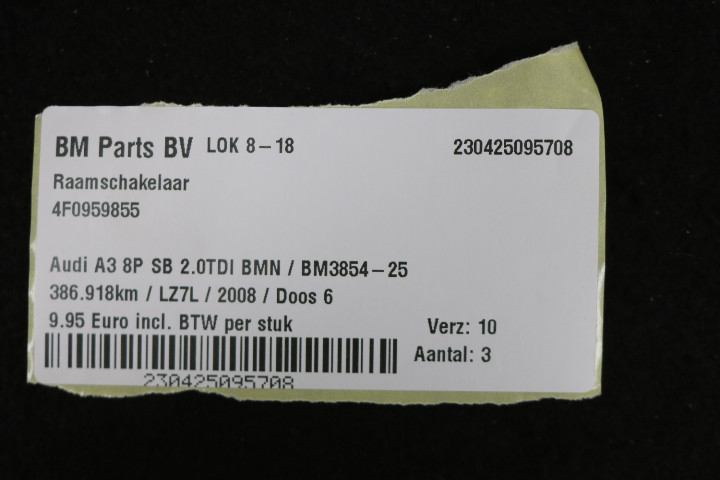 BM Parts BV LOK 8-18 230425095708
Raamschakelaar
4F0959855
Audi A3 8P SB 2.0TDI BMN / BM3854-25
386.918km / LZ7L / 2008 / Doos 6
9.95 Euro incl. BTW per stuk Verz: 10
Aantal: 3
230425095708